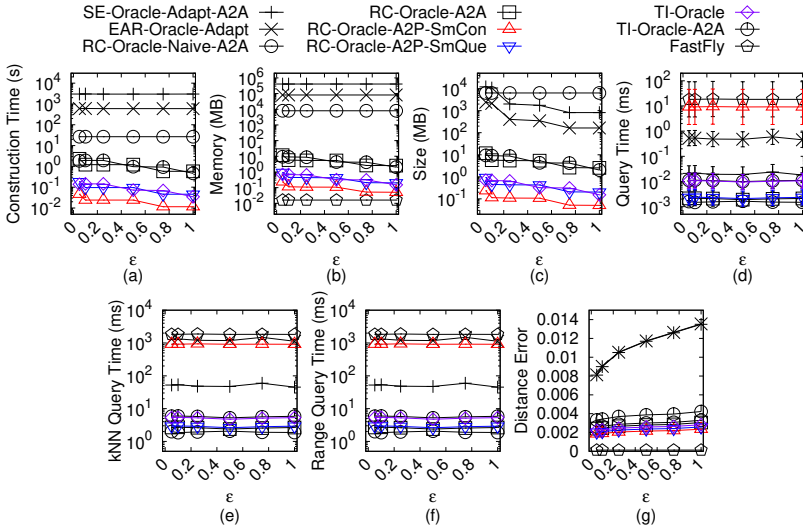 SE-Oracle-Adapt-A2A
EAR-Oracle-Adapt
RC-Oracle-Naive-A2A
RC-Oracle-A2A
RC-Oracle-A2P-SmCon
RC-Oracle-A2P-SmQue
TI-Oracle
TI-Oracle-A2A
FastFly
Construction Time (s)
10^4
10^3
10^2
10^1
10^0
10^-1
10^-2
0 0.2 0.4 0.6 0.8 1
ε
(a)
Memory (MB)
10^6
10^5
10^4
10^3
10^2
10^1
10^0
10^-1
10^-2
0 0.2 0.4 0.6 0.8 1
ε
(b)
Size (MB)
10^4
10^3
10^2
10^1
10^0
10^-1
0 0.2 0.4 0.6 0.8 1
ε
(c)
Query Time (ms)
10^2
10^1
10^0
10^-1
10^-2
10^-3
0 0.2 0.4 0.6 0.8 1
ε
(d)
kNN Query Time (ms)
10^4
10^3
10^2
10^1
10^0
0 0.2 0.4 0.6 0.8 1
ε
(e)
Range Query Time (ms)
10^4
10^3
10^2
10^1
10^0
0 0.2 0.4 0.6 0.8 1
ε
(f)
Distance Error
0.014
0.01
0.006
0.004
0.002
0
0 0.2 0.4 0.6 0.8 1
ε
(g)